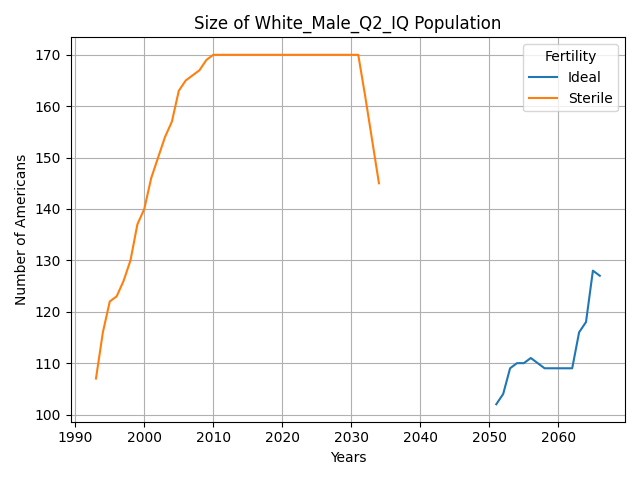 Size of White_Male_Q2_IQ Population
Number of Americans
170
160
150
140
130
120
110
100
Fertility
Ideal
Sterile
1990 2000 2010 2020 2030 2040 2050 2060
Years